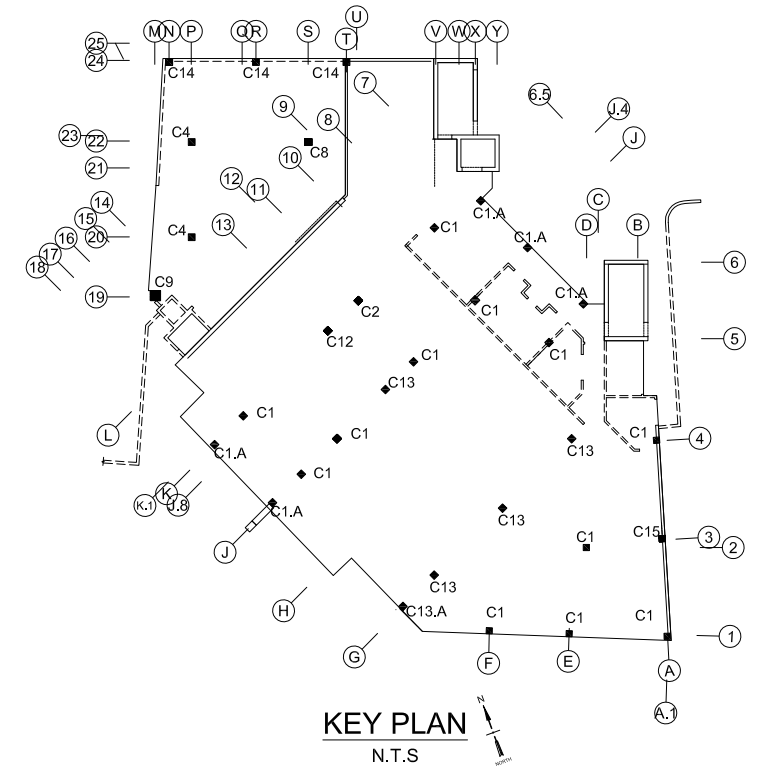 U
M N P Q R S T V W X Y
25
24
C14 C14 C14
7
6.5
J.4
9
8
J
23 22
C4
C8
10
21
12 11
C
14
C1.A
15
13
D B
20
C4
C1
16
C1.A
17
6
18
C9
19
C2
C1
C1.A
C12
5
C1
C1
C13
L
C1
C1
C13
C1
4
C1.A
C1
K
K.1 J.8
C1.A
C13
C15
3
2
J
C1
C13
H
C13.A
C1 C1 C1
1
G
F E
A
A.1
KEY PLAN
N.T.S
N
NORTH